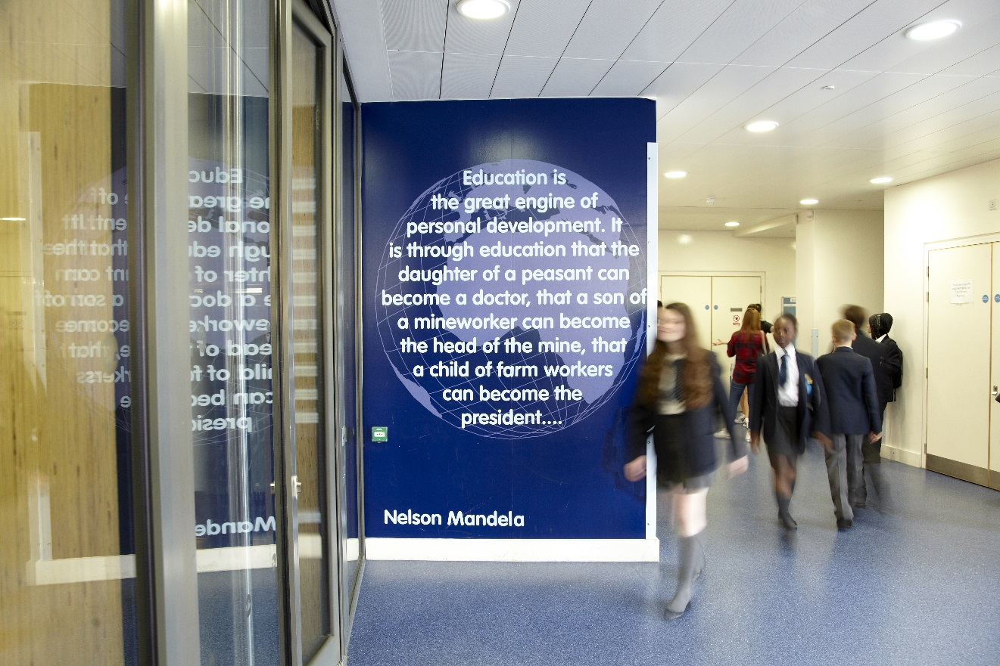 Education is
the great engine of
personal development. It
is through education that the
daughter of a peasant can
become a doctor, that a son of
a mineworker can become
the head of the mine, that
a child of farm workers
can become the
president....
Nelson Mandela